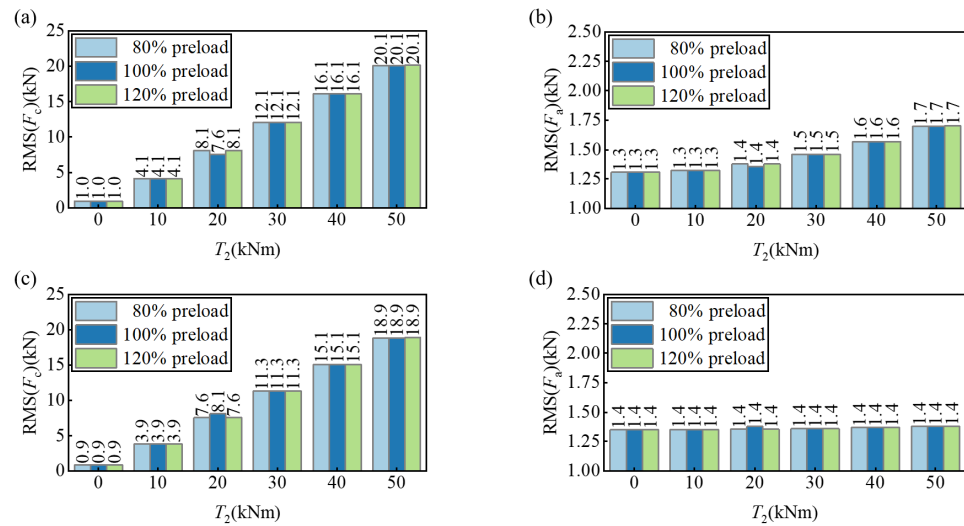 (a)
RMS(Fc)(kN)
25
20
15
10
5
0
80% preload
100% preload
120% preload
1.0 1.0 1.0
4.1 4.1 4.1
8.1 7.6 8.1
12.1 12.1 12.1
16.1 16.1 16.1
20.1 20.1 20.1
0 10 20 30 40 50
T2(kNm)
(b)
RMS(Fa)(kN)
2.50
2.25
2.00
1.75
1.50
1.25
1.00
80% preload
100% preload
120% preload
1.3 1.3 1.3
1.3 1.3 1.3
1.4 1.4 1.4
1.5 1.5 1.5
1.6 1.6 1.6
1.7 1.7 1.7
0 10 20 30 40 50
T2(kNm)
(c)
RMS(Fc)(kN)
25
20
15
10
5
0
80% preload
100% preload
120% preload
0.9 0.9 0.9
3.9 3.9 3.9
7.6 8.1 7.6
11.3 11.3 11.3
15.1 15.1 15.1
18.9 18.9 18.9
0 10 20 30 40 50
T2(kNm)
(d)
RMS(Fa)(kN)
2.50
2.25
2.00
1.75
1.50
1.25
1.00
80% preload
100% preload
120% preload
1.4 1.4 1.4
1.4 1.4 1.4
1.4 1.4 1.4
1.4 1.4 1.4
1.4 1.4 1.4
1.4 1.4 1.4
0 10 20 30 40 50
T2(kNm)